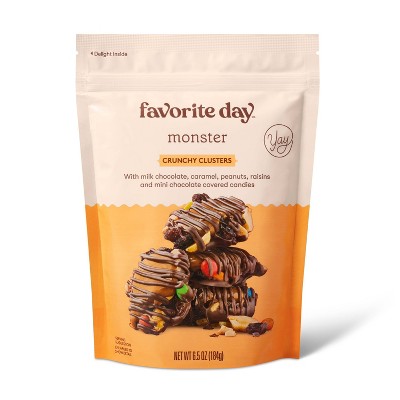 Delight Inside
favorite day™
monster
Yay
CRUNCHY CLUSTERS
With milk chocolate, caramel, peanuts, raisins
and mini chocolate covered candies
NET WT 6.5 OZ (184g)